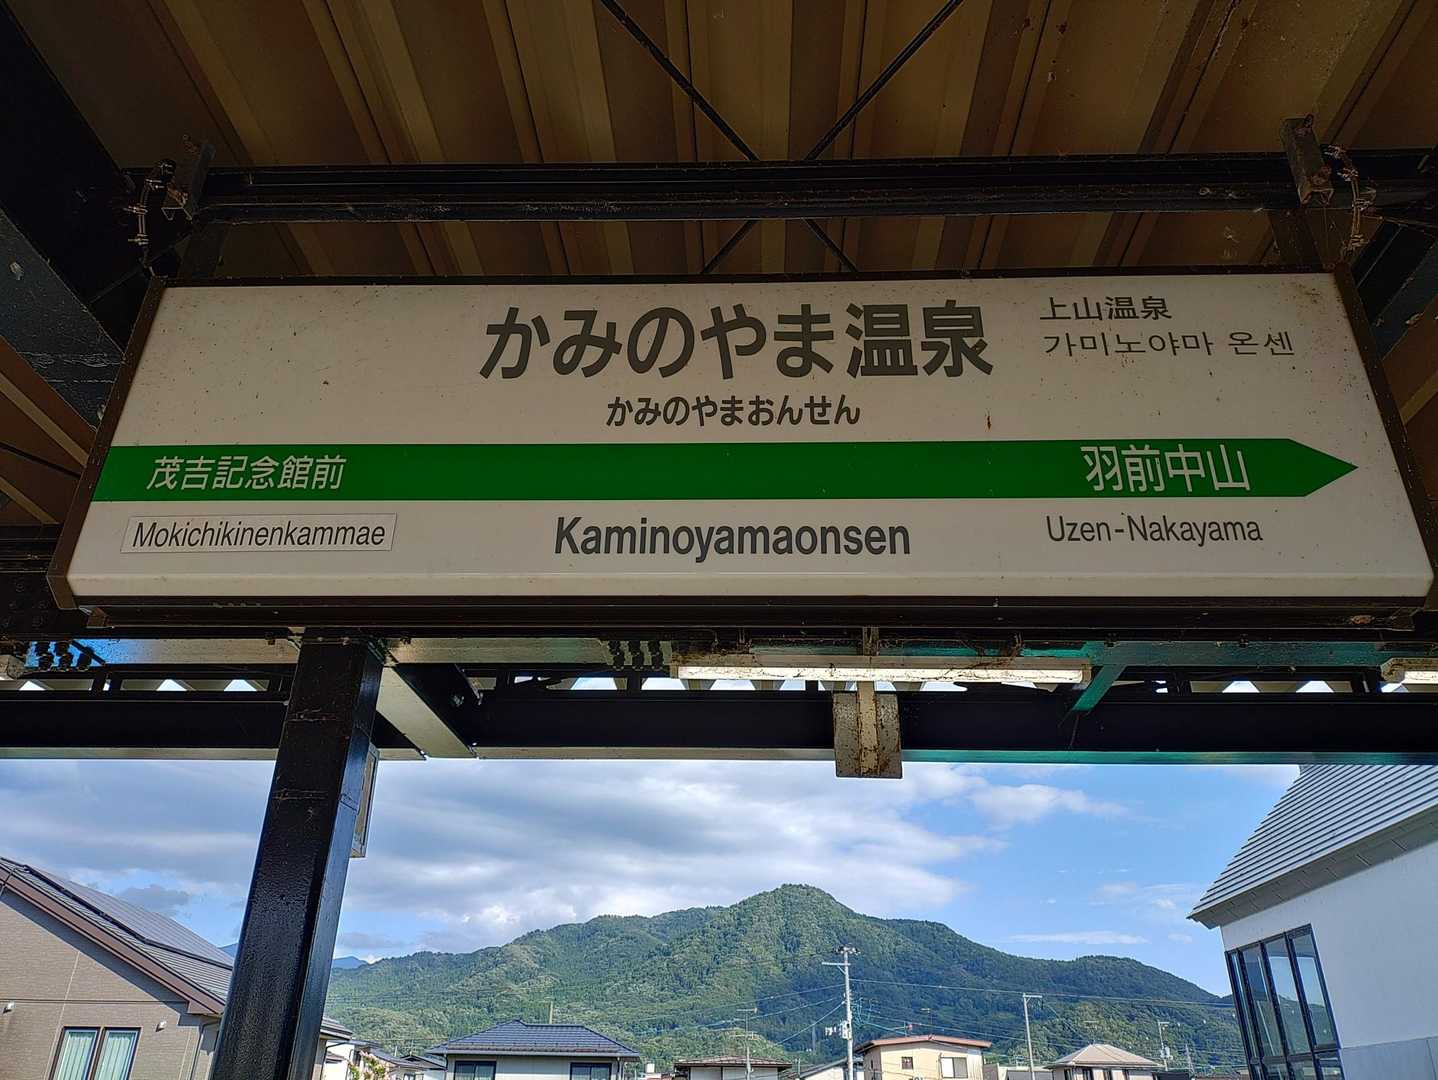 かみのやま温泉
上山温泉
가미노야마 온센
かみのやまおんせん
茂吉記念館前
羽前中山
Mokichikinenkammae
Kaminoyamaonsen
Uzen-Nakayama